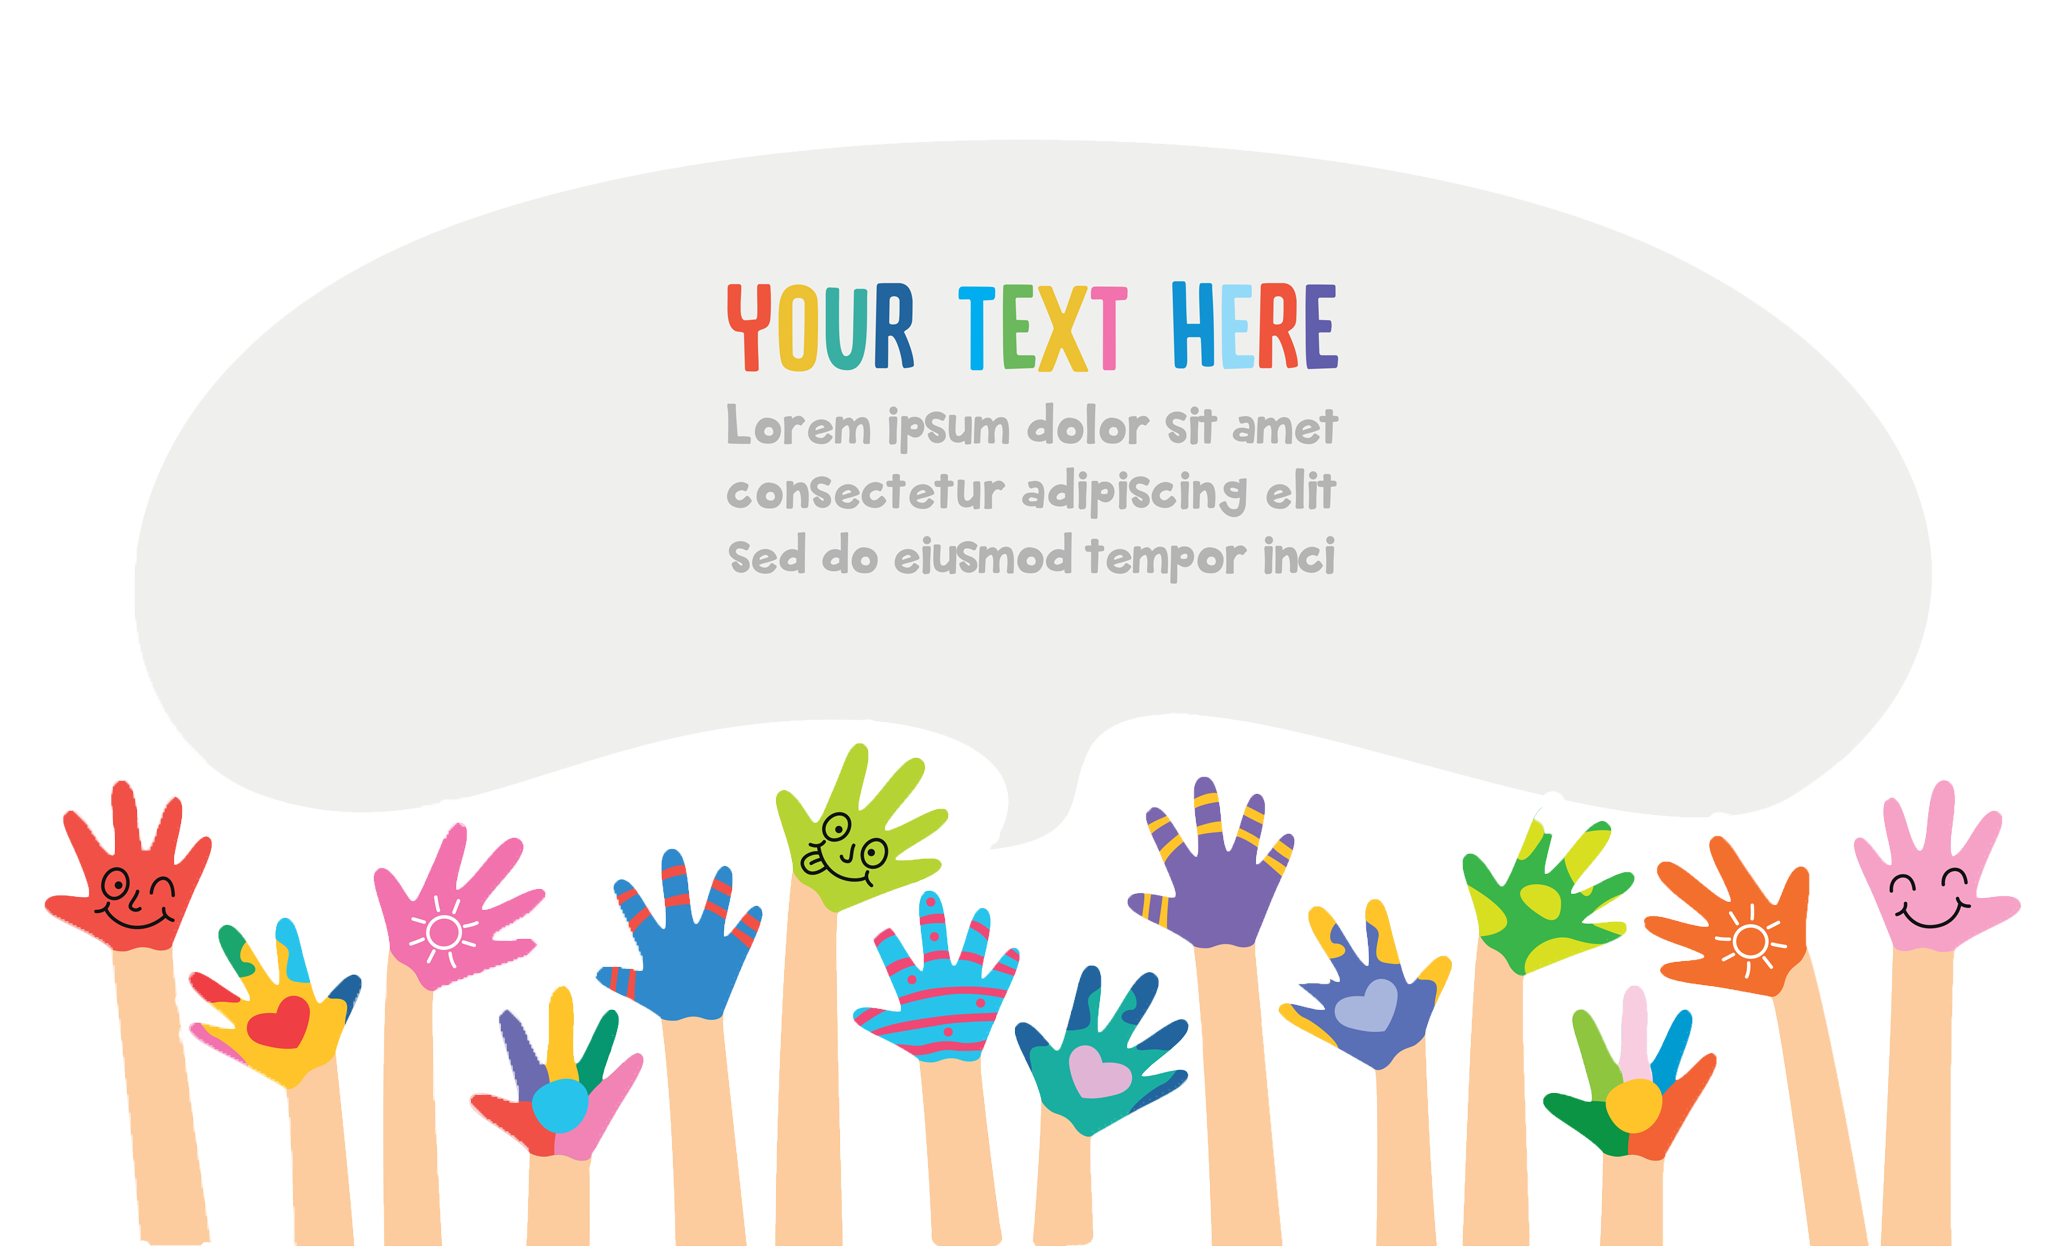 YOUR TEXT HERE
Lorem ipsum dolor sit amet
consectetur adipiscing elit
sed do eiusmod tempor inci